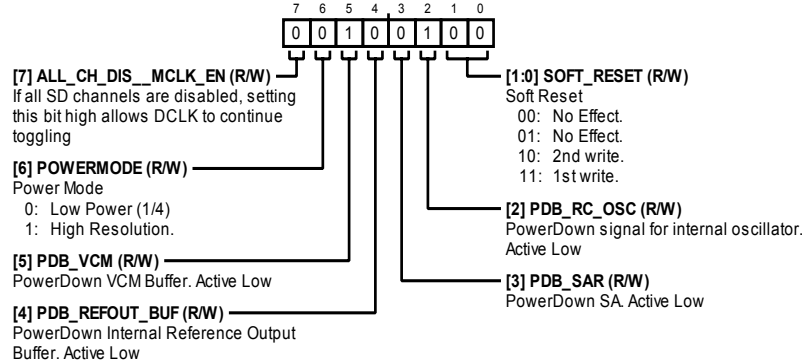 7 6 5 4 3 2 1 0
0 0 1 0 0 1 0 0
[7] ALL_CH_DIS__MCLK_EN (R/W)
If all SD channels are disabled, setting
this bit high allows DCLK to continue
toggling
[6] POWERMODE (R/W)
Power Mode
0: Low Power (1/4)
1: High Resolution.
[5] PDB_VCM (R/W)
PowerDown VCM Buffer. Active Low
[4] PDB_REFOUT_BUF (R/W)
PowerDown Internal Reference Output
Buffer. Active Low
[1:0] SOFT_RESET (R/W)
Soft Reset
00: No Effect.
01: No Effect.
10: 2nd write.
11: 1st write.
[2] PDB_RC_OSC (R/W)
PowerDown signal for internal oscillator.
Active Low
[3] PDB_SAR (R/W)
PowerDown SA. Active Low